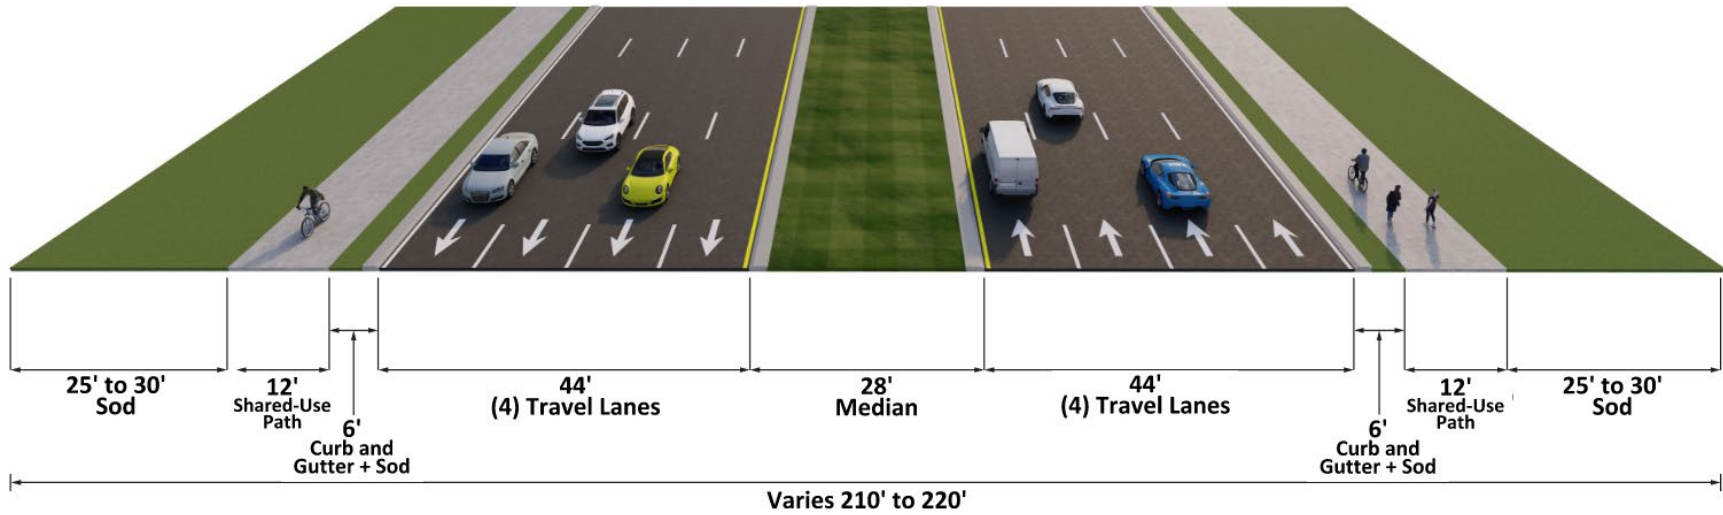 25' to 30'
Sod
12'
Shared-Use
Path
6'
Curb and
Gutter + Sod
44'
(4) Travel Lanes
28'
Median
44'
(4) Travel Lanes
6'
Curb and
Gutter + Sod
12'
Shared-Use
Path
25' to 30'
Sod
Varies 210' to 220'